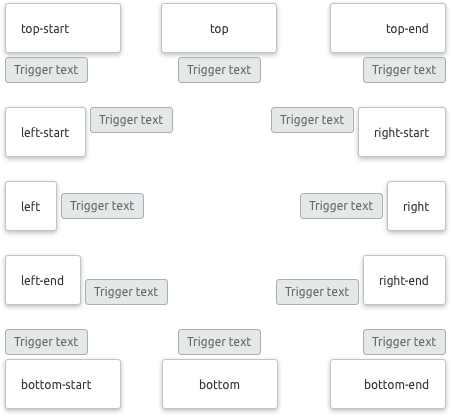 top-start top top-end
Trigger text Trigger text Trigger text
left-start Trigger text Trigger text right-start
left Trigger text Trigger text right
left-end Trigger text Trigger text right-end
Trigger text Trigger text Trigger text
bottom-start bottom bottom-end